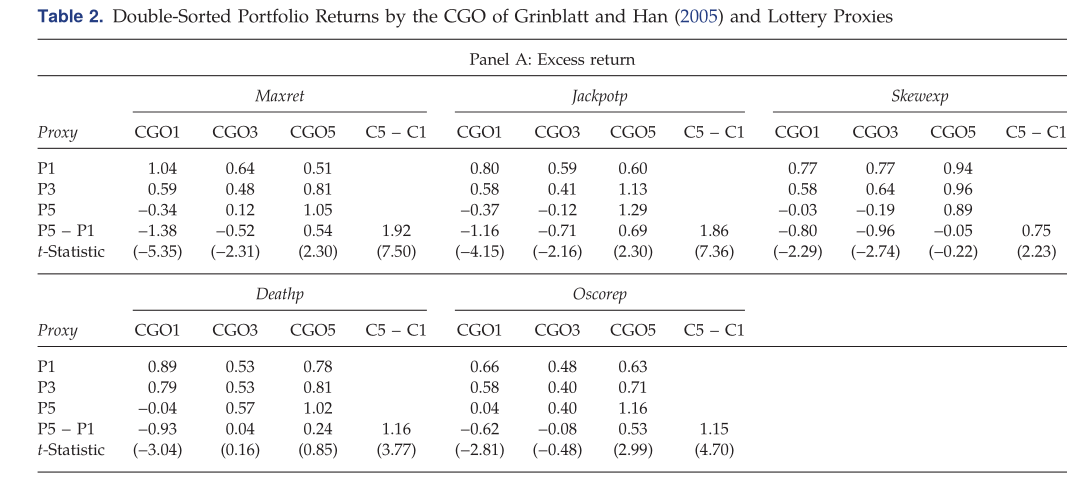 Table 2. Double-Sorted Portfolio Returns by the CGO of Grinblatt and Han (2005) and Lottery Proxies
Panel A: Excess return
Maxret Jackpotp Skewexp
Proxy CGO1 CGO3 CGO5 C5 – C1 CGO1 CGO3 CGO5 C5 – C1 CGO1 CGO3 CGO5 C5 – C1
P1 1.04 0.64 0.51 0.80 0.59 0.60 0.77 0.77 0.94
P3 0.59 0.48 0.81 0.58 0.41 1.13 0.58 0.64 0.96
P5 –0.34 0.12 1.05 –0.37 –0.12 1.29 –0.03 –0.19 0.89
P5 – P1 –1.38 –0.52 0.54 1.92 –1.16 –0.71 0.69 1.86 –0.80 –0.96 –0.05 0.75
t-Statistic (–5.35) (–2.31) (2.30) (7.50) (–4.15) (–2.16) (2.30) (7.36) (–2.29) (–2.74) (–0.22) (2.23)
Deathp Oscorep
Proxy CGO1 CGO3 CGO5 C5 – C1 CGO1 CGO3 CGO5 C5 – C1
P1 0.89 0.53 0.78 0.66 0.48 0.63
P3 0.79 0.53 0.81 0.58 0.40 0.71
P5 –0.04 0.57 1.02 0.04 0.40 1.16
P5 – P1 –0.93 0.04 0.24 1.16 –0.62 –0.08 0.53 1.15
t-Statistic (–3.04) (0.16) (0.85) (3.77) (–2.81) (–0.48) (2.99) (4.70)